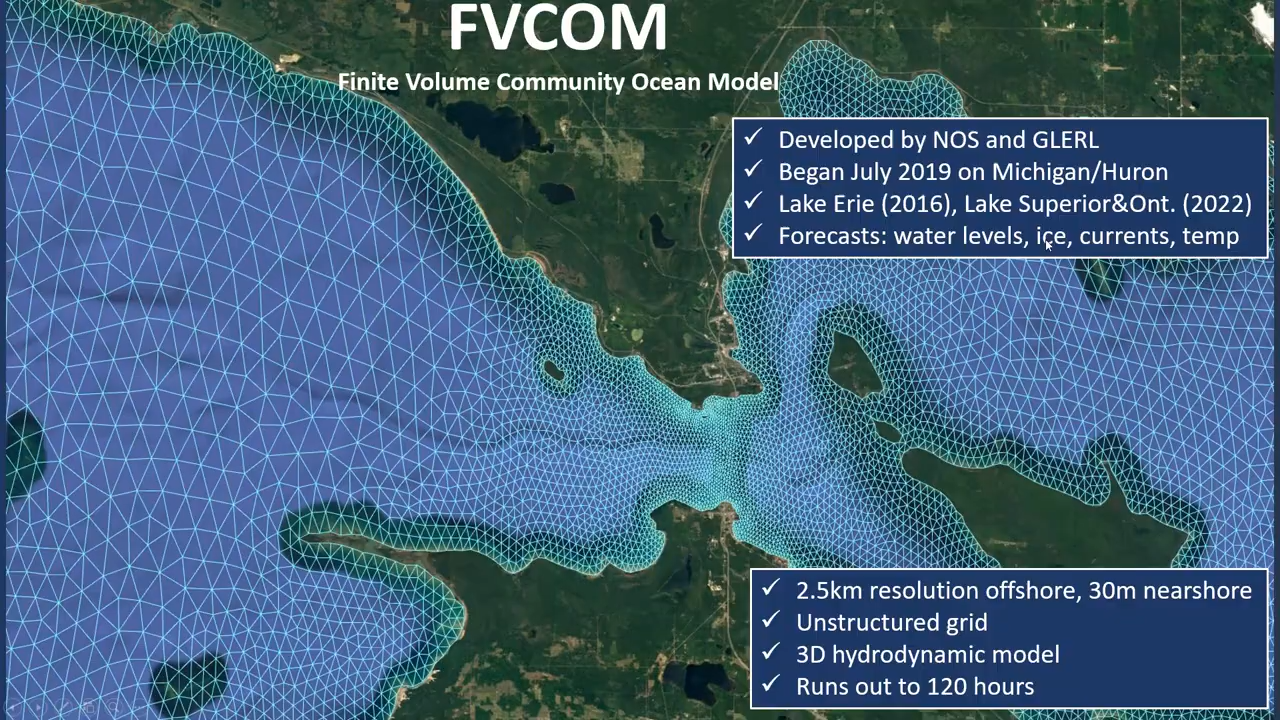 FVCOM
Finite Volume Community Ocean Model
✓ Developed by NOS and GLERL
✓ Began July 2019 on Michigan/Huron
✓ Lake Erie (2016), Lake Superior&Ont. (2022)
✓ Forecasts: water levels, ice, currents, temp
✓ 2.5km resolution offshore, 30m nearshore
✓ Unstructured grid
✓ 3D hydrodynamic model
✓ Runs out to 120 hours